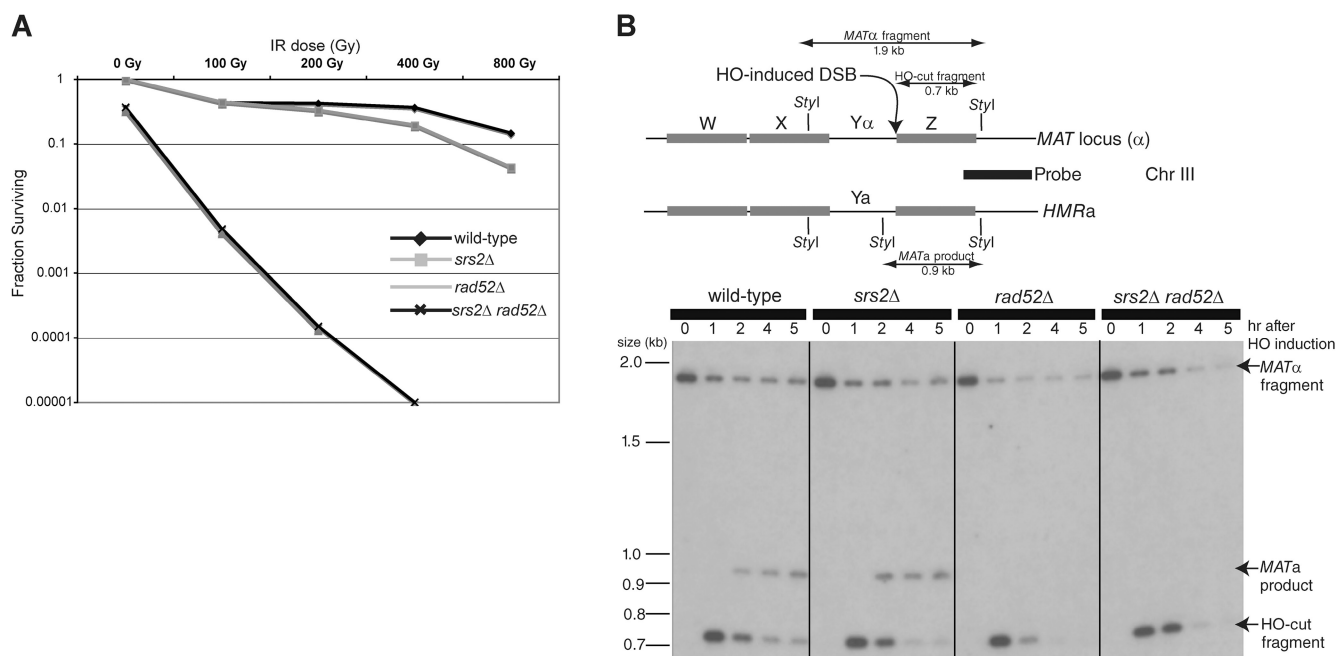 A
IR dose (Gy)
0 Gy 100 Gy 200 Gy 400 Gy 800 Gy
1
0.1
0.01
0.001
0.0001
0.00001
Fraction Surviving
wild-type
srs2Δ
rad52Δ
srs2Δ rad52Δ
B
MATα fragment
1.9 kb
HO-induced DSB
HO-cut fragment
0.7 kb
StyI StyI
W X Yα Z
MAT locus (α)
Probe Chr III
Ya
HMRa
StyI StyI StyI
MATa product
0.9 kb
wild-type srs2Δ rad52Δ srs2Δ rad52Δ
0 1 2 4 5 0 1 2 4 5 0 1 2 4 5 0 1 2 4 5
hr after
HO induction
size (kb)
2.0
1.5
1.0
0.9
0.8
0.7
MATα
fragment
MATa
product
HO-cut
fragment